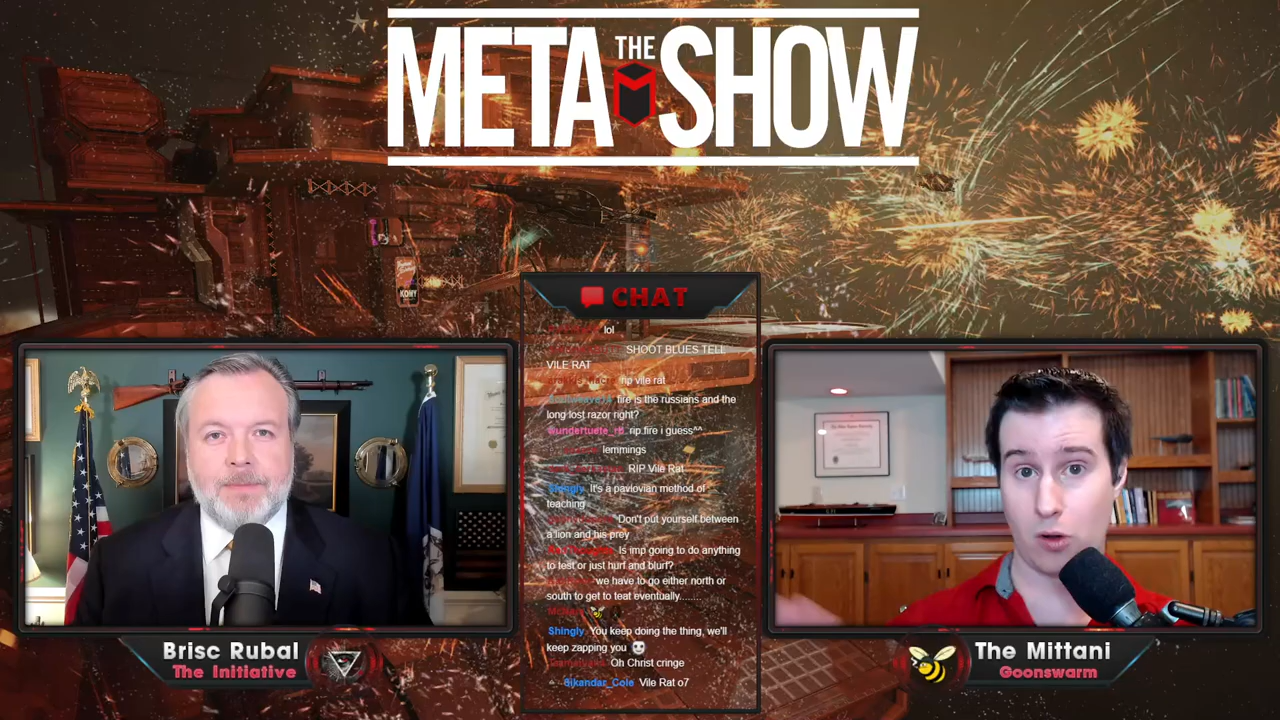 THE
META SHOW
KONY
CHAT
lol
SHOOT BLUES TELL
VILE RAT
rip vile rat
fire is the russians and the
long lost razor right?
wundertuete_rb rip fire i guess^^
lemmings
RIP Vile Rat
Shingly It's a pavlovian method of
teaching
Don't put yourself between
a lion and his prey
Is imp going to do anything
to test or just hurf and blurf?
we have to go either north or
south to get to teat eventually........
Shingly You keep doing the thing, we'll
keep zapping you
Oh Christ cringe
Sikandar_Cole Vile Rat o7
Brisc Rubal
The Initiative
The Mittani
Goonswarm